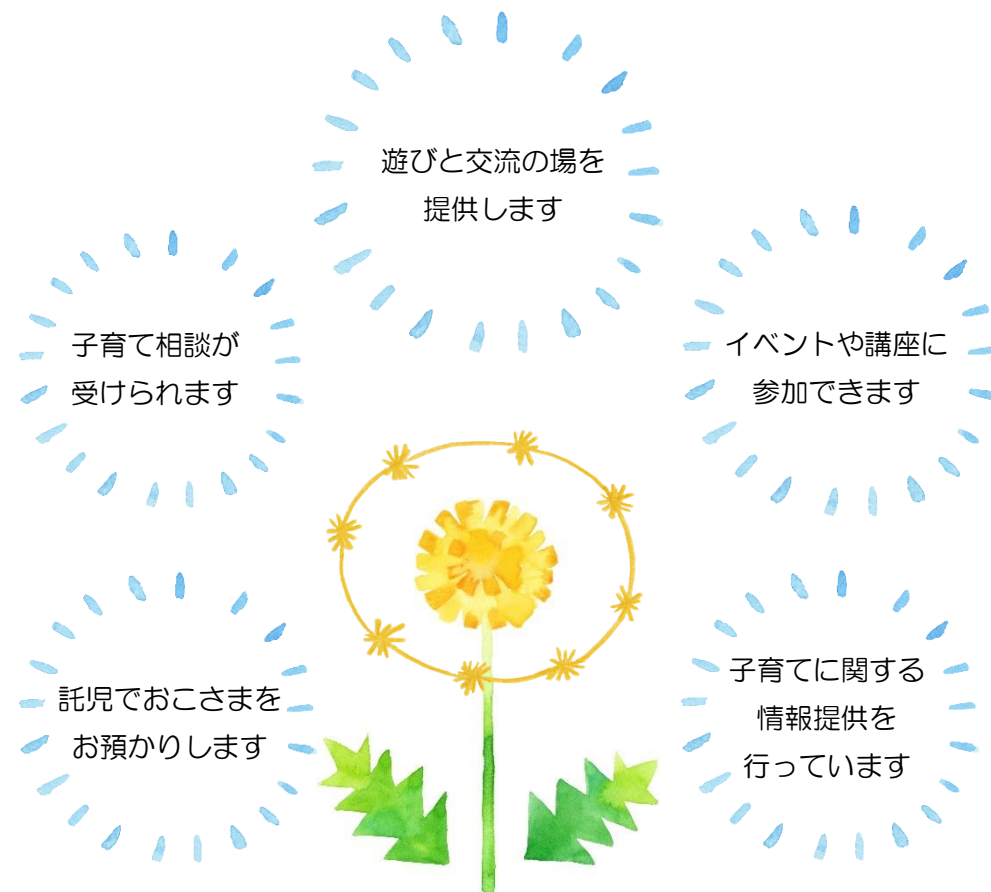 遊びと交流の場を
提供します
子育て相談が
受けられます
イベントや講座に
参加できます
託児でおこさまを
お預かりします
子育てに関する
情報提供を
行っています